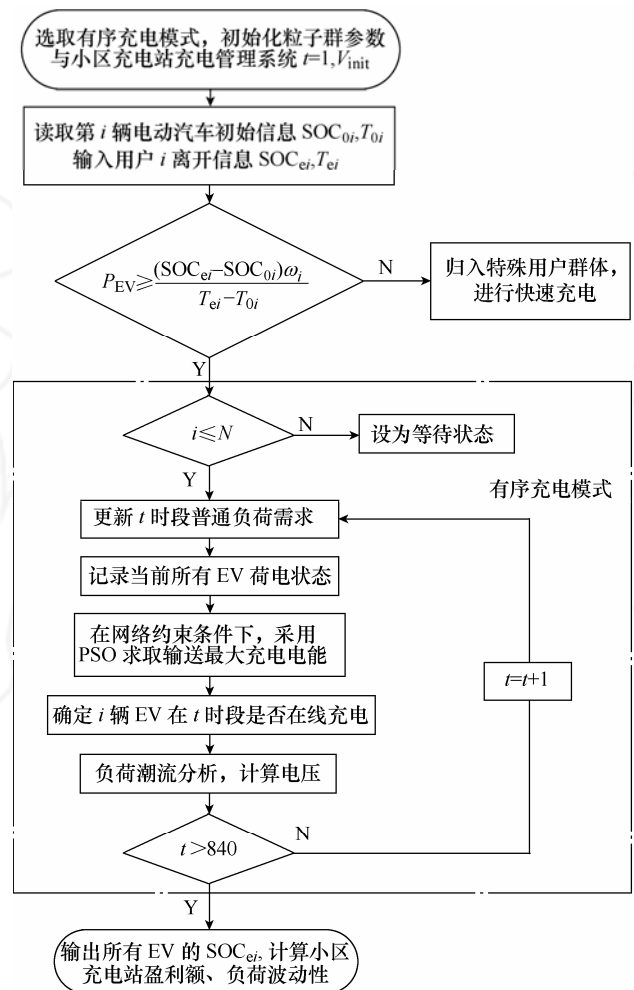 选取有序充电模式，初始化粒子群参数
与小区充电站充电管理系统 t=1,V_init
读取第 i 辆电动汽车初始信息 SOC_0i,T_0i
输入用户 i 离开信息 SOC_ei,T_ei
P_EV≥(SOC_ei–SOC_0i)ω_i
T_ei–T_0i
N
归入特殊用户群体，
进行快速充电
Y
i≤N
N
设为等待状态
Y
有序充电模式
更新 t 时段普通负荷需求
记录当前所有 EV 荷电状态
在网络约束条件下，采用
PSO 求取输送最大充电电能
t=t+1
确定 i 辆 EV 在 t 时段是否在线充电
负荷潮流分析，计算电压
t>840
N
Y
输出所有 EV 的 SOC_ei, 计算小区
充电站盈利额、负荷波动性